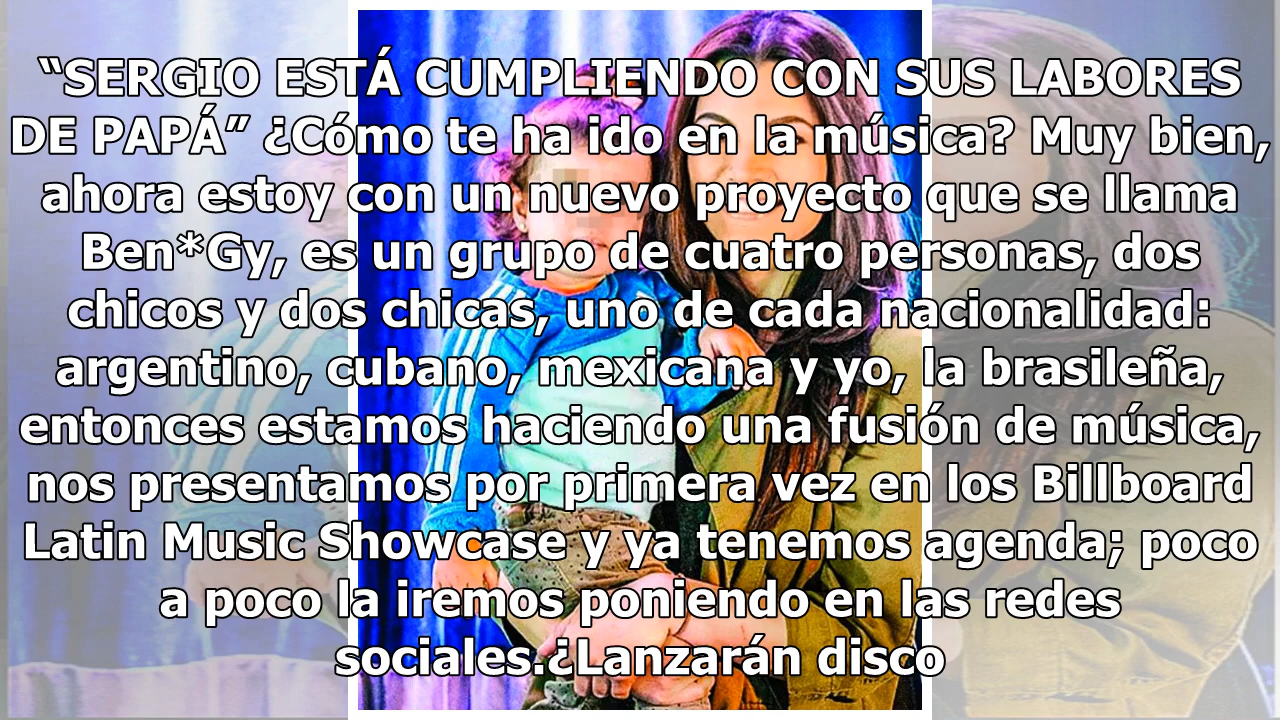 “SERGIO ESTÁ CUMPLIENDO CON SUS LABORES
DE PAPÁ” ¿Cómo te ha ido en la música? Muy bien,
ahora estoy con un nuevo proyecto que se llama
Ben*Gy, es un grupo de cuatro personas, dos
chicos y dos chicas, uno de cada nacionalidad:
argentino, cubano, mexicana y yo, la brasileña,
entonces estamos haciendo una fusión de música,
nos presentamos por primera vez en los Billboard
Latin Music Showcase y ya tenemos agenda; poco
a poco la iremos poniendo en las redes
sociales.¿Lanzarán disco